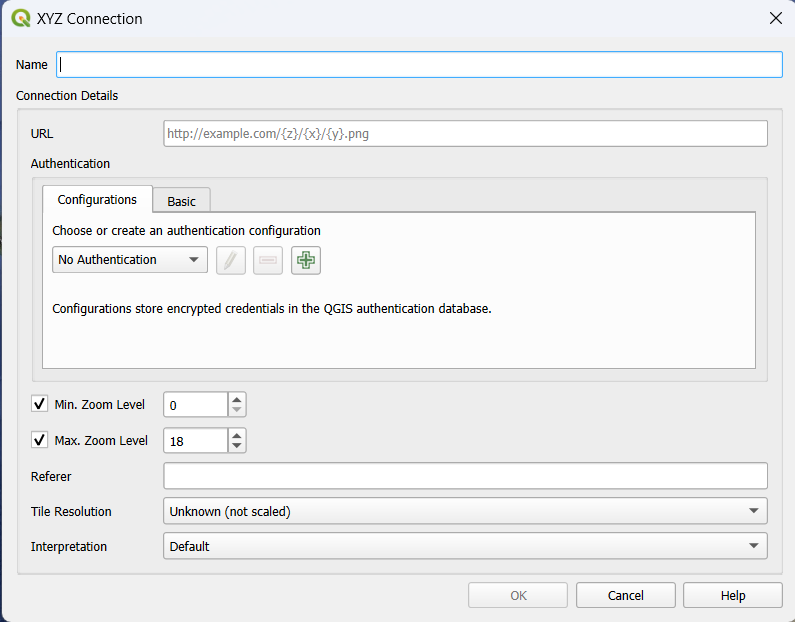 XYZ Connection
Name
Connection Details
URL http://example.com/{z}/{x}/{y}.png
Authentication
Configurations Basic
Choose or create an authentication configuration
No Authentication
Configurations store encrypted credentials in the QGIS authentication database.
Min. Zoom Level 0
Max. Zoom Level 18
Referer
Tile Resolution Unknown (not scaled)
Interpretation Default
OK Cancel Help